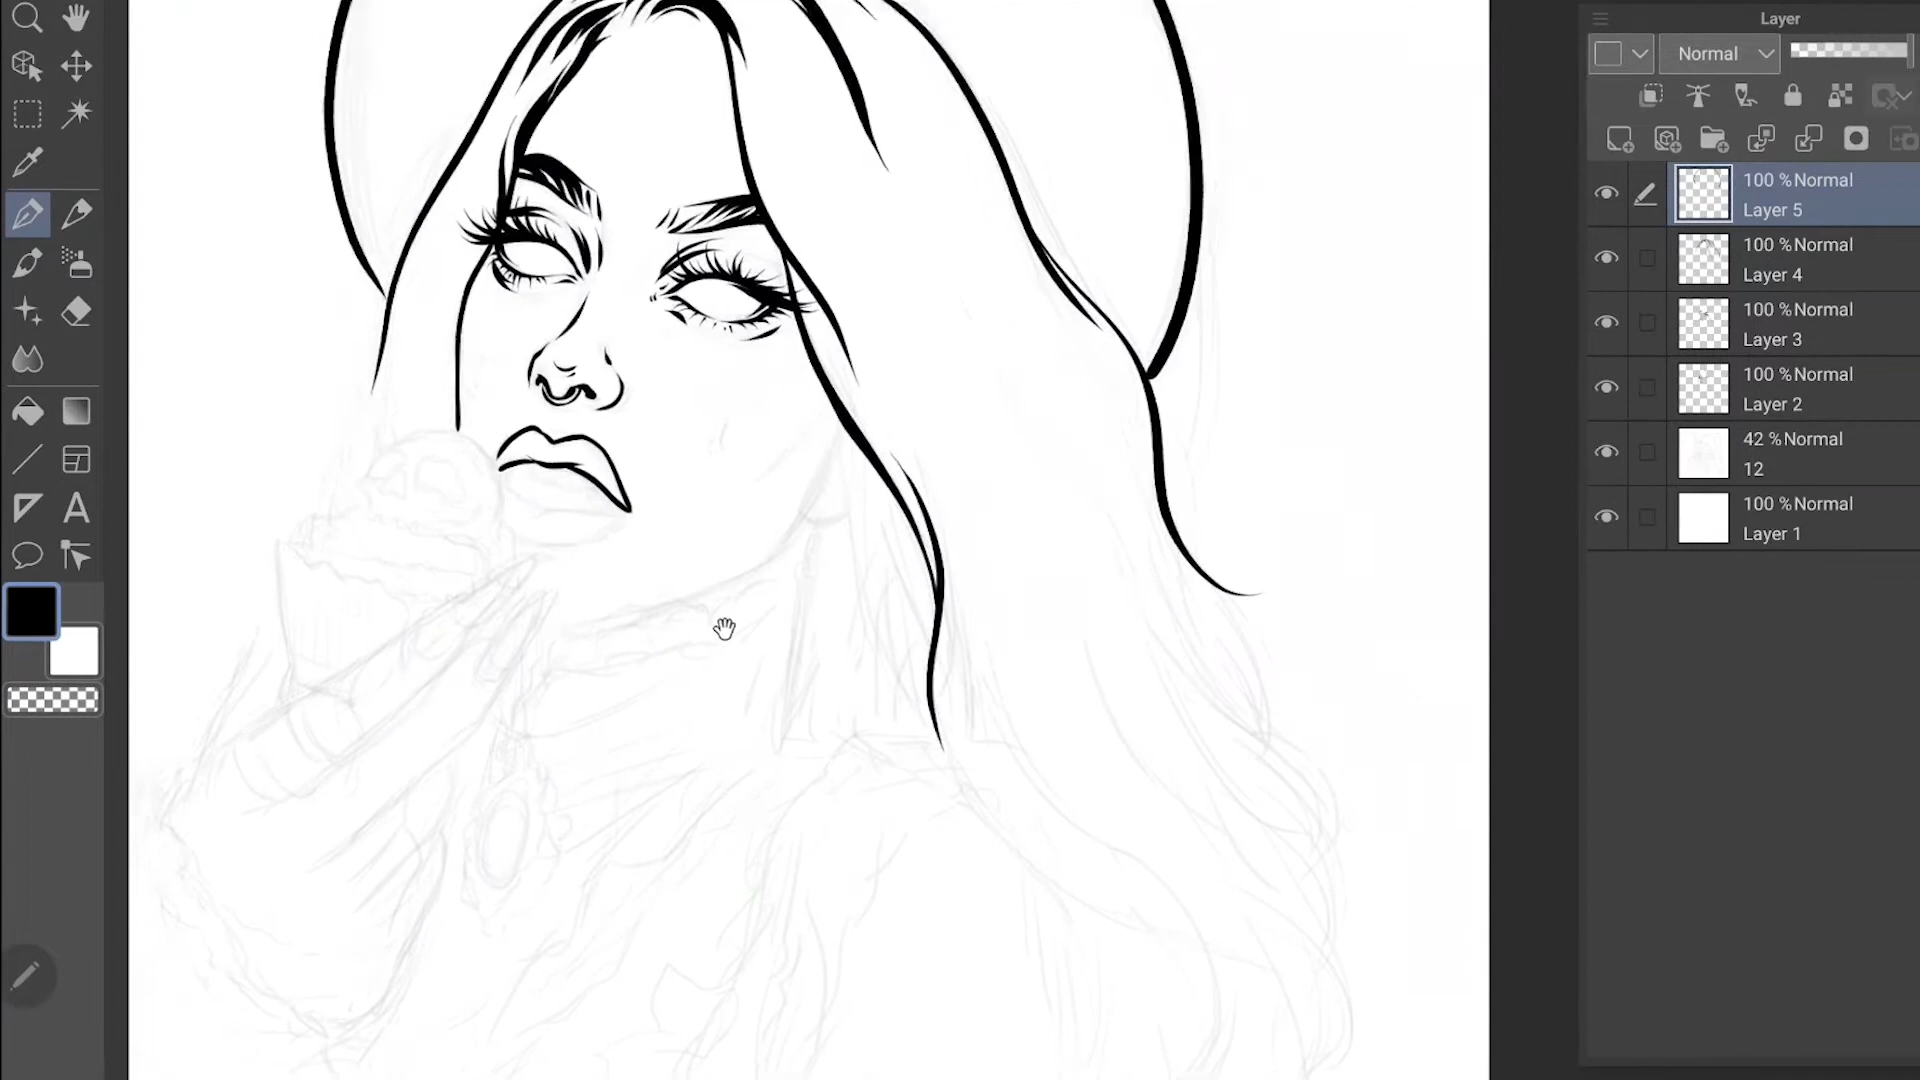 Layer
Normal
100 %Normal
Layer 5
100 %Normal
Layer 4
100 %Normal
Layer 3
100 %Normal
Layer 2
42 %Normal
12
100 %Normal
Layer 1